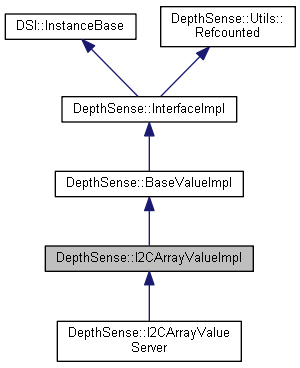 DSI::InstanceBase
DepthSense::Utils::
Refcounted
DepthSense::InterfaceImpl
DepthSense::BaseValueImpl
DepthSense::I2CArrayValueImpl
DepthSense::I2CArrayValue
Server